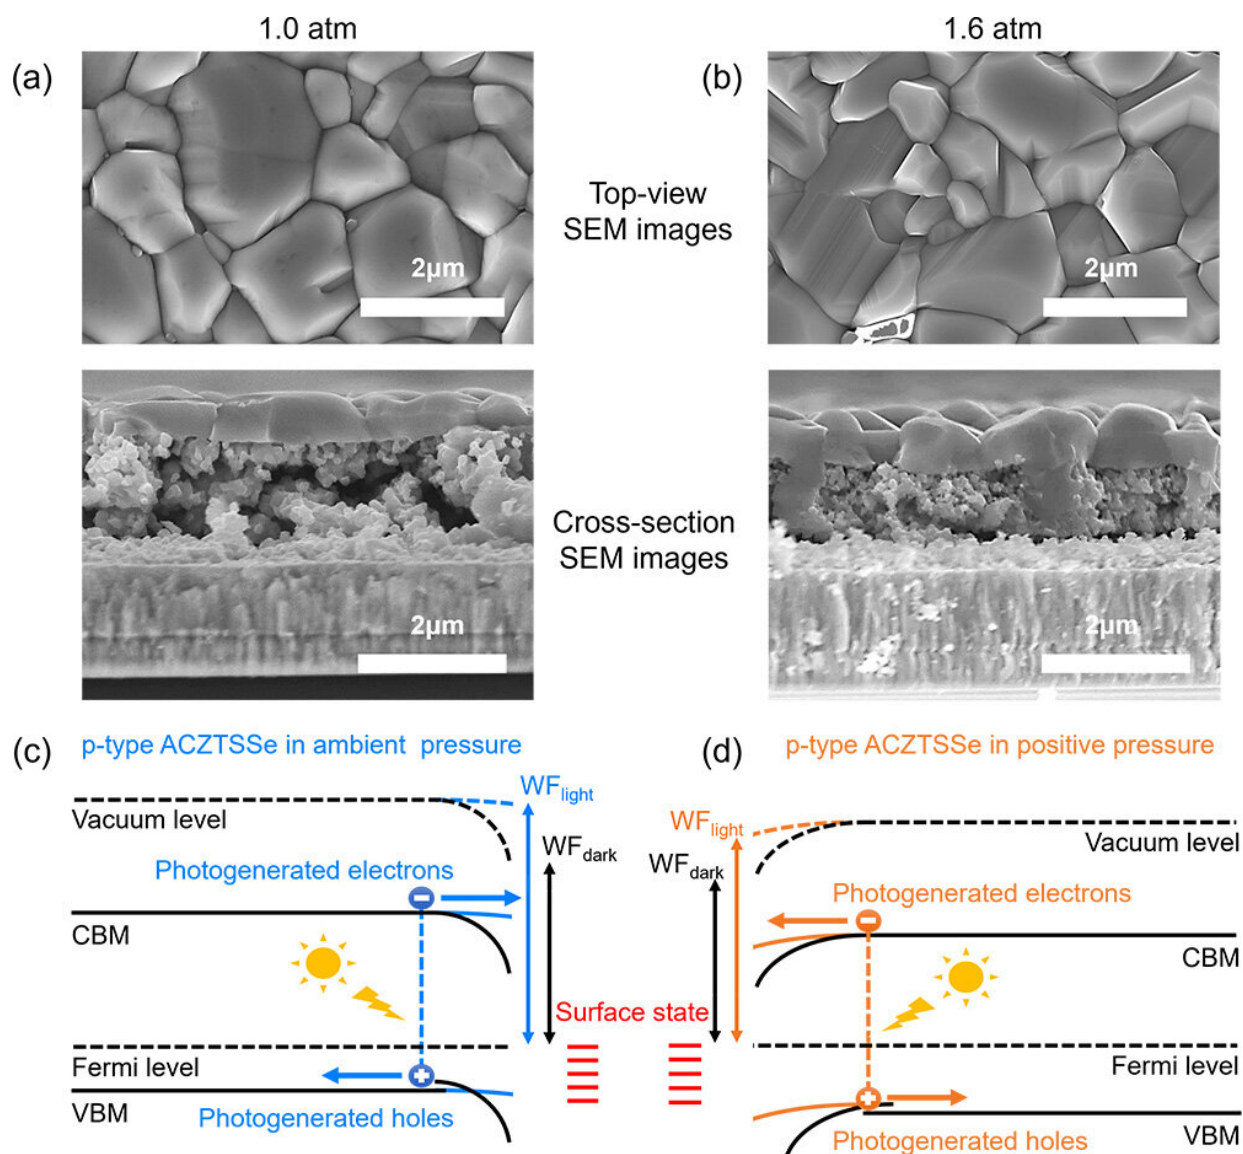 1.0 atm
1.6 atm
(a)
(b)
Top-view
SEM images
2μm
2μm
Cross-section
SEM images
2μm
2μm
(c)
p-type ACZTSSe in ambient pressure
p-type ACZTSSe in positive pressure
(d)
WFlight
Vacuum level
WFdark
Photogenerated electrons
CBM
Surface state
Fermi level
VBM
Photogenerated holes
WFlight
WFdark
Vacuum level
Photogenerated electrons
CBM
Fermi level
VBM
Photogenerated holes